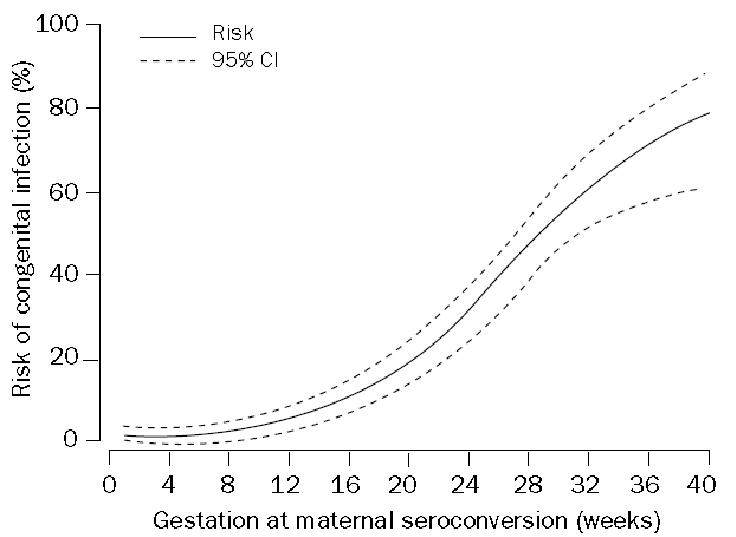 Risk
95% CI
Risk of congenital infection (%)
100
80
60
40
20
0
0 4 8 12 16 20 24 28 32 36 40
Gestation at maternal seroconversion (weeks)